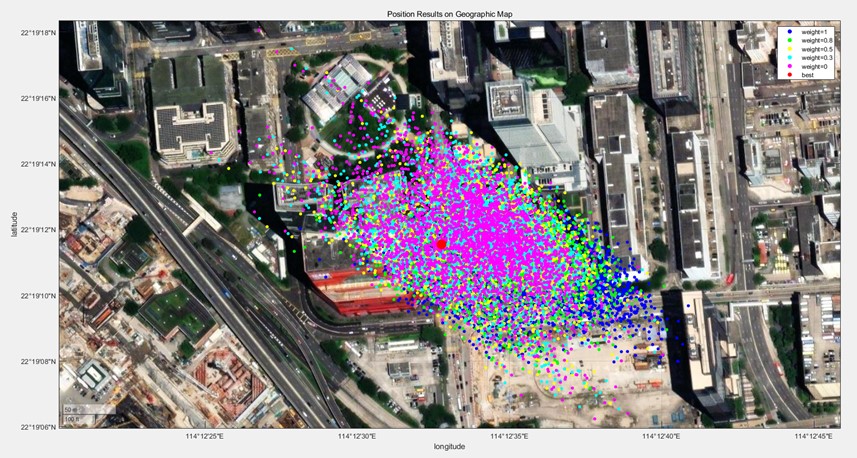 Position Results on Geographic Map
22°19'18"N
22°19'16"N
22°19'14"N
22°19'12"N
22°19'10"N
22°19'08"N
22°19'06"N
latitude
weight=1
weight=0.8
weight=0.5
weight=0.3
weight=0
best
50 m
100 ft
114°12'25"E
114°12'30"E
114°12'35"E
114°12'40"E
114°12'45"E
longitude